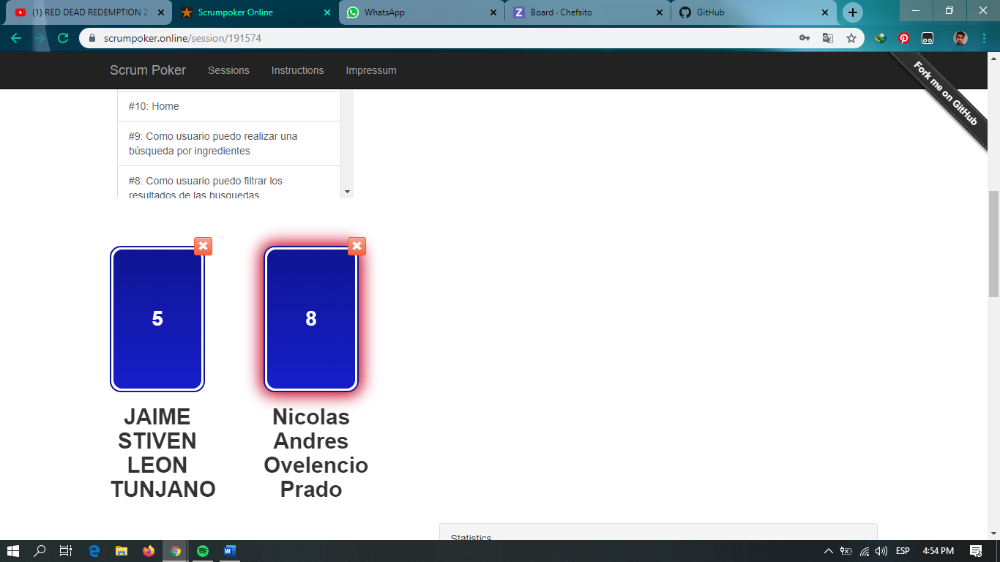 (1) RED DEAD REDEMPTION 2
Scrumpoker Online
WhatsApp
Board · Chefsito
GitHub
scrumpoker.online/session/191574
Scrum Poker
Sessions
Instructions
Impressum
Fork me on GitHub
#10: Home
#9: Como usuario puedo realizar una
búsqueda por ingredientes
#8: Como usuario puedo filtrar los
resultados de las busquedas
5
8
JAIME
STIVEN
LEON
TUNJANO
Nicolas
Andres
Ovelencio
Prado
Statistics
ESP
4:54 PM